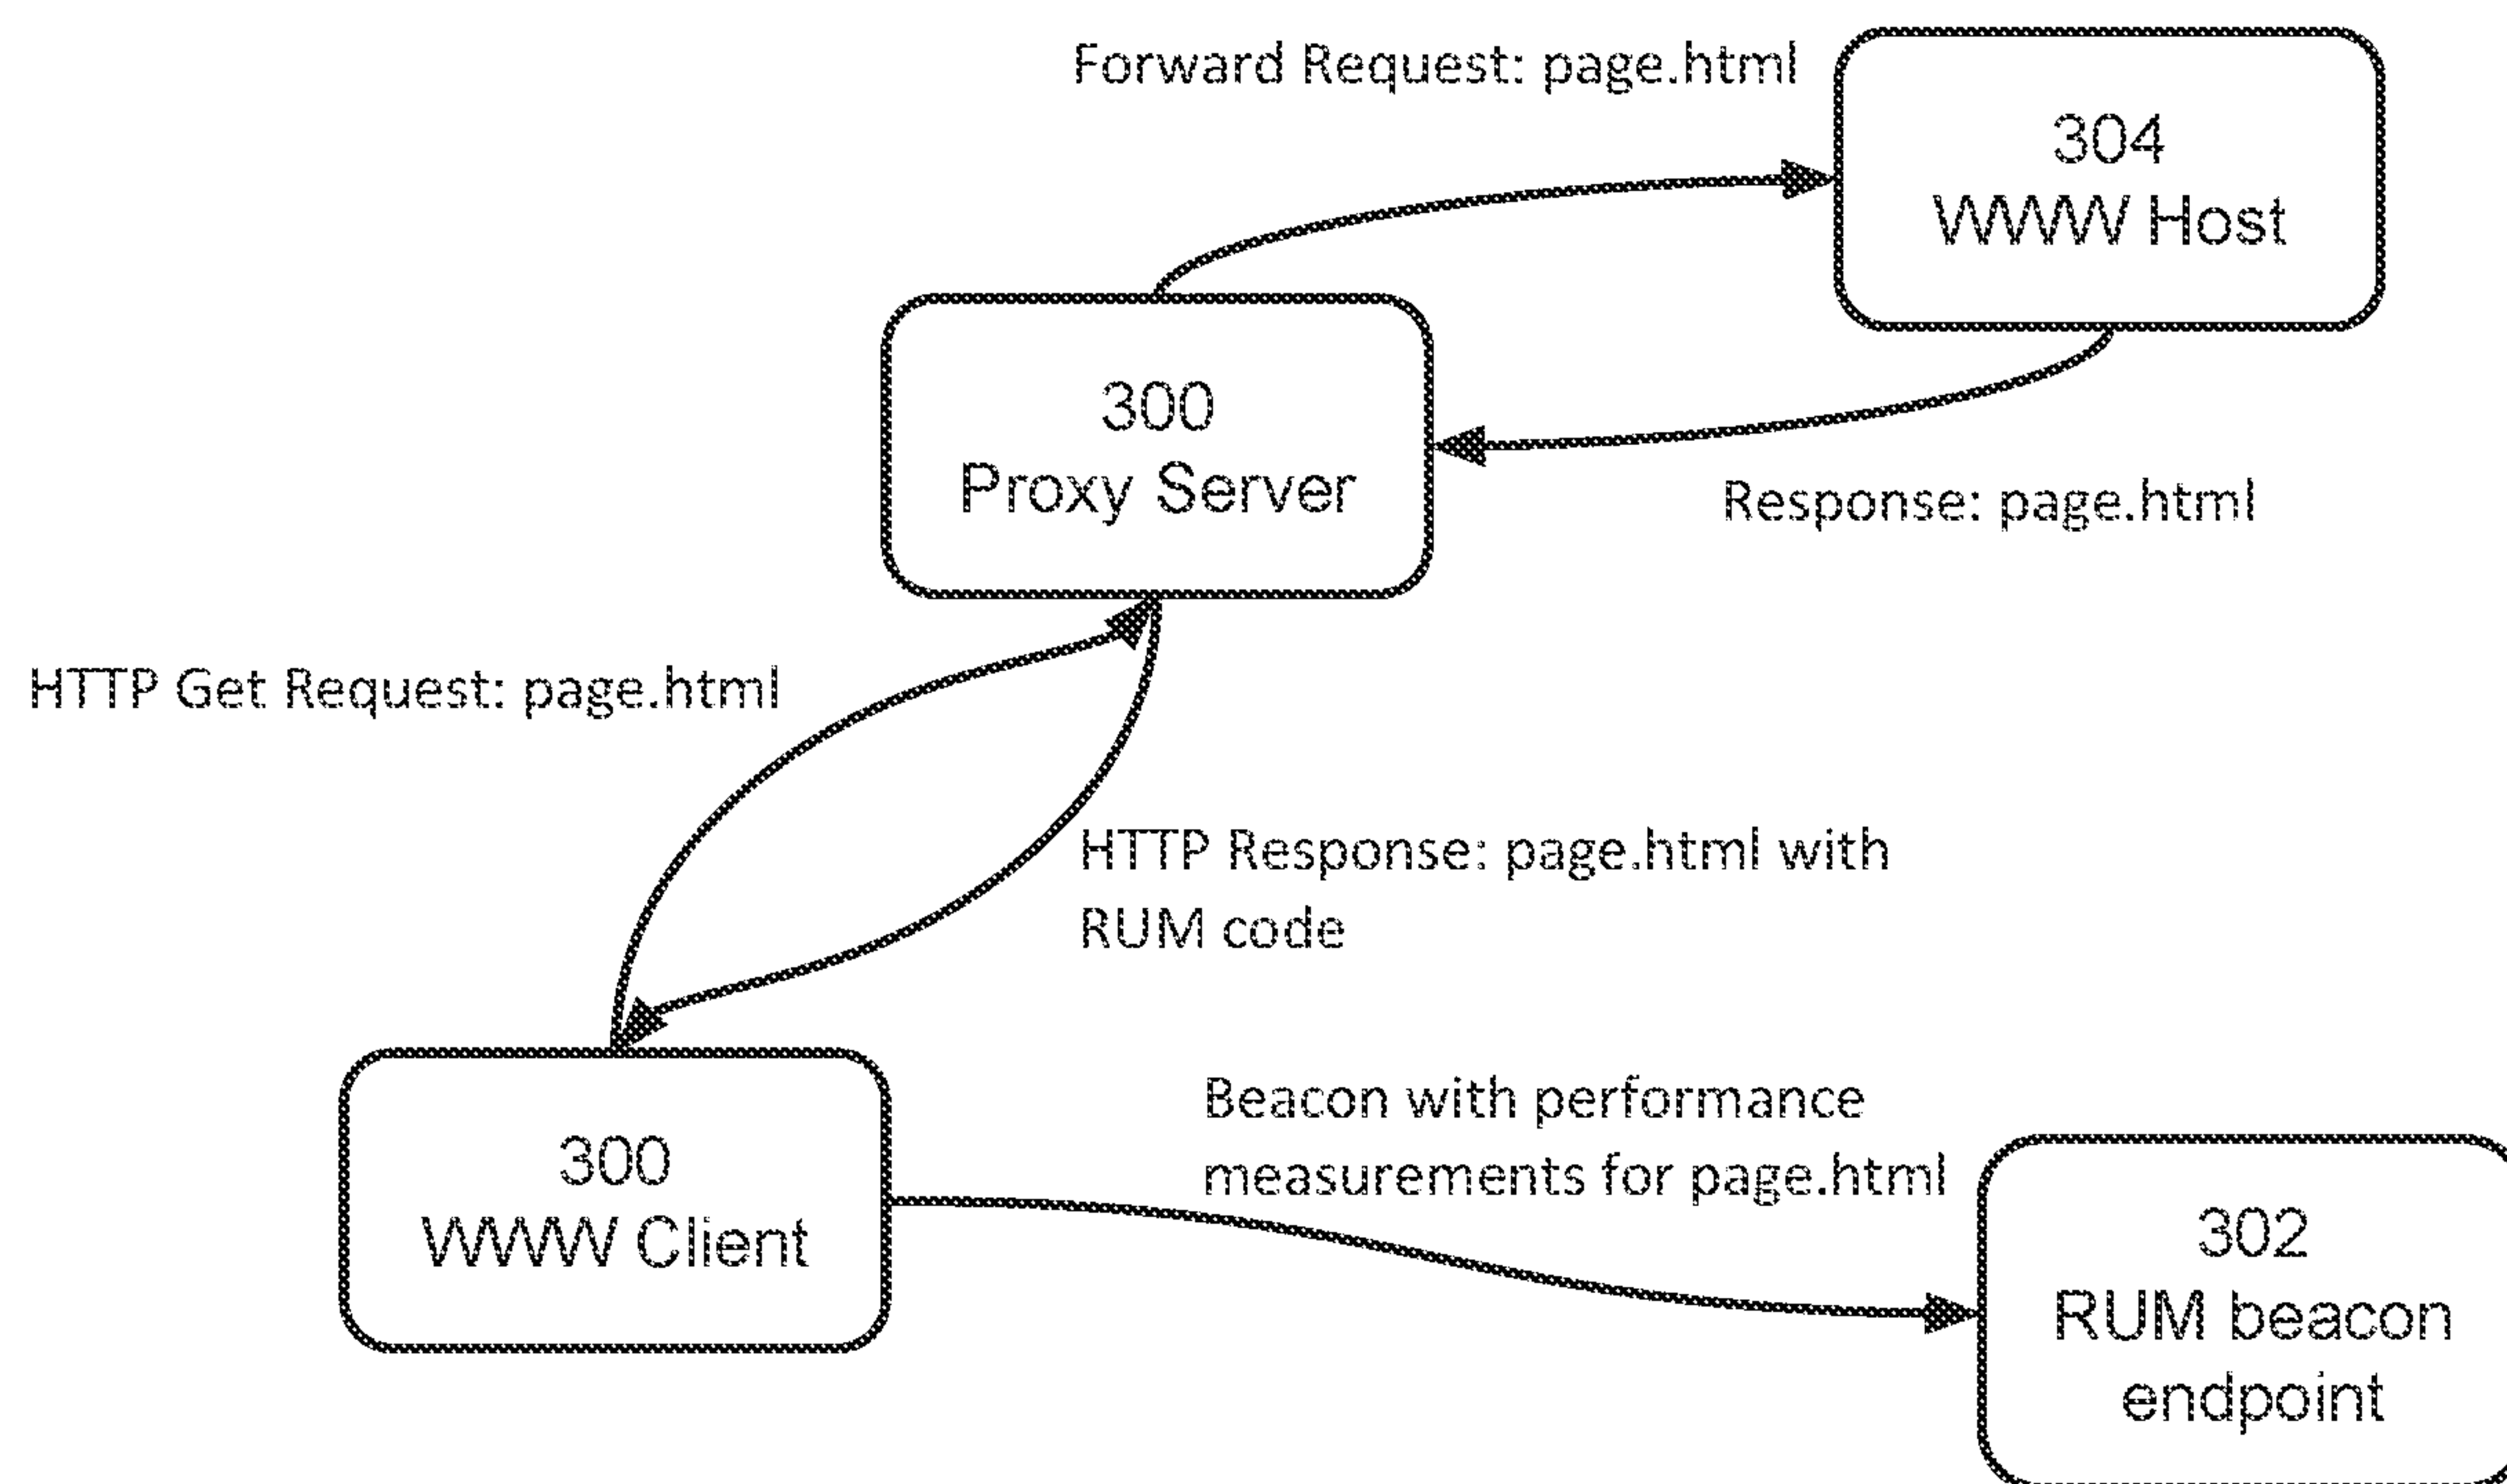 Forward Request: page.html
304
WWW Host
300
Proxy Server
Response: page.html
HTTP Get Request: page.html
HTTP Response: page.html with
RUM code
300
WWW Client
Beacon with performance
measurements for page.html
302
RUM beacon
endpoint